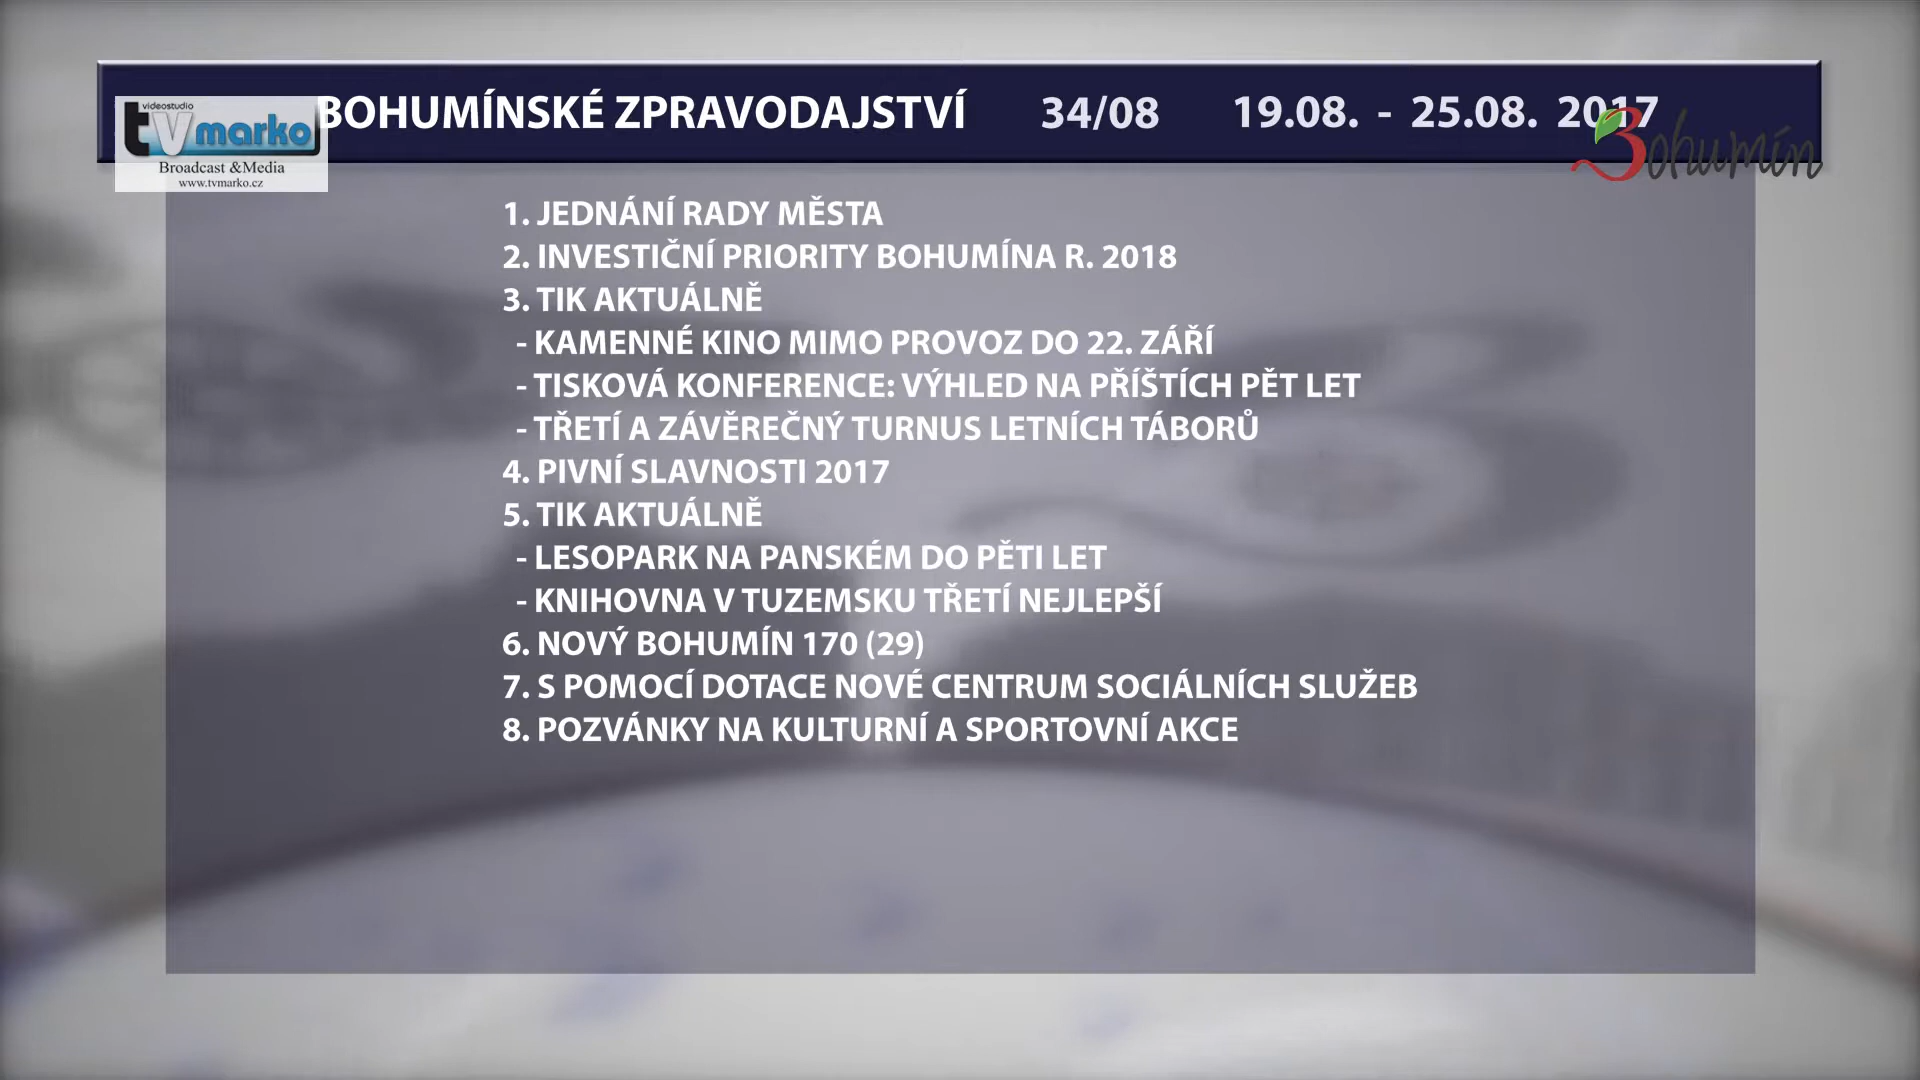 BOHUMÍNSKÉ ZPRAVODAJSTVÍ 34/08 19.08. - 25.08. 2017
videostudio
tv marko
Broadcast &Media
www.tvmarko.cz
Bohumín
1. JEDNÁNÍ RADY MĚSTA
2. INVESTIČNÍ PRIORITY BOHUMÍNA R. 2018
3. TIK AKTUÁLNĚ
- KAMENNÉ KINO MIMO PROVOZ DO 22. ZÁŘÍ
- TISKOVÁ KONFERENCE: VÝHLED NA PŘÍŠTÍCH PĚT LET
- TŘETÍ A ZÁVĚREČNÝ TURNUS LETNÍCH TÁBORŮ
4. PIVNÍ SLAVNOSTI 2017
5. TIK AKTUÁLNĚ
- LESOPARK NA PANSKÉM DO PĚTI LET
- KNIHOVNA V TUZEMSKU TŘETÍ NEJLEPŠÍ
6. NOVÝ BOHUMÍN 170 (29)
7. S POMOCÍ DOTACE NOVÉ CENTRUM SOCIÁLNÍCH SLUŽEB
8. POZVÁNKY NA KULTURNÍ A SPORTOVNÍ AKCE